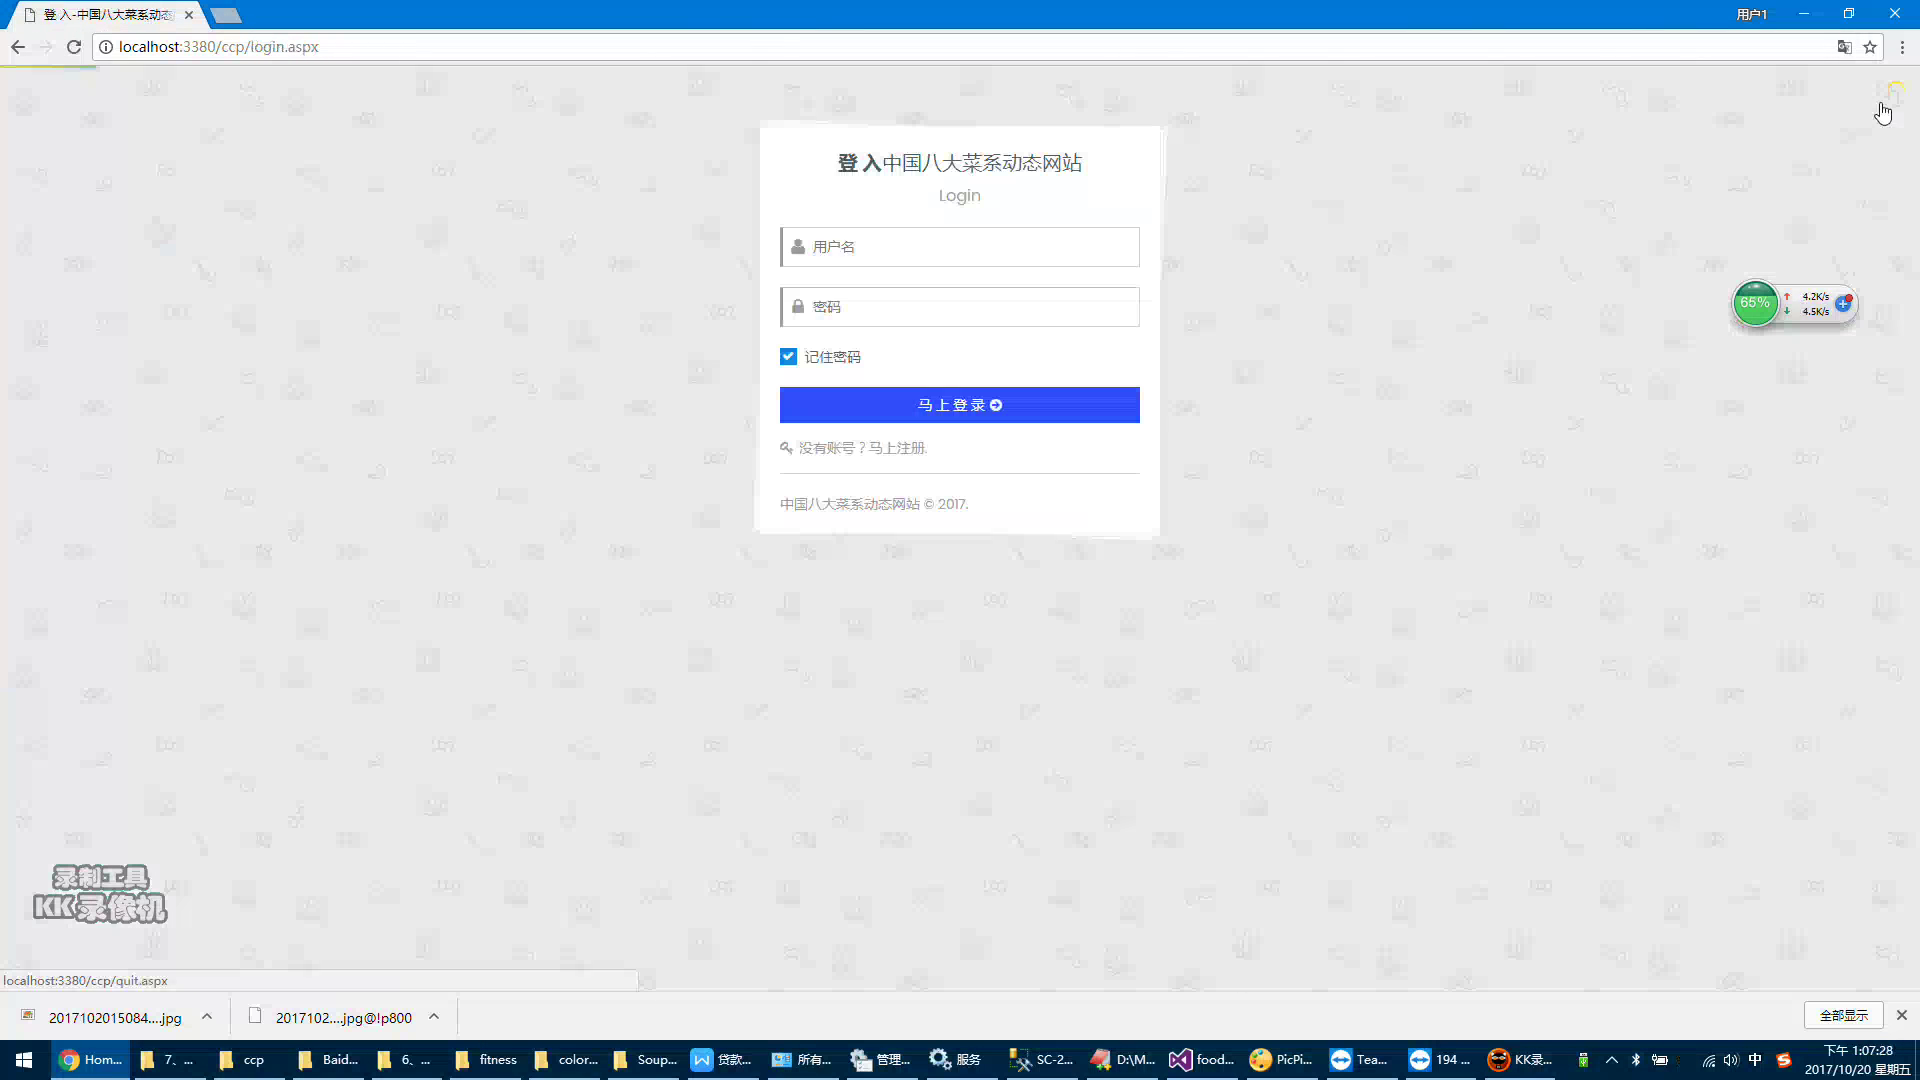 登 入-中国八大菜系动态
用户1
localhost:3380/ccp/login.aspx
登 入中国八大菜系动态网站
Login
用户名
密码
记住密码
马上登录
没有账号？马上注册.
中国八大菜系动态网站 © 2017.
65%
4.2K/s
4.5K/s
录制工具
KK录像机
localhost:3380/ccp/quit.aspx
2017102015084....jpg
2017102....jpg@!p800
全部显示
Hom...
7、...
ccp
Baid...
6、...
fitness
color...
Soup...
贷款...
所有...
管理...
服务
SC-2...
D:\M...
food...
PicPi...
Tea...
194 ...
KK录...
中
下午 1:07:28
2017/10/20 星期五